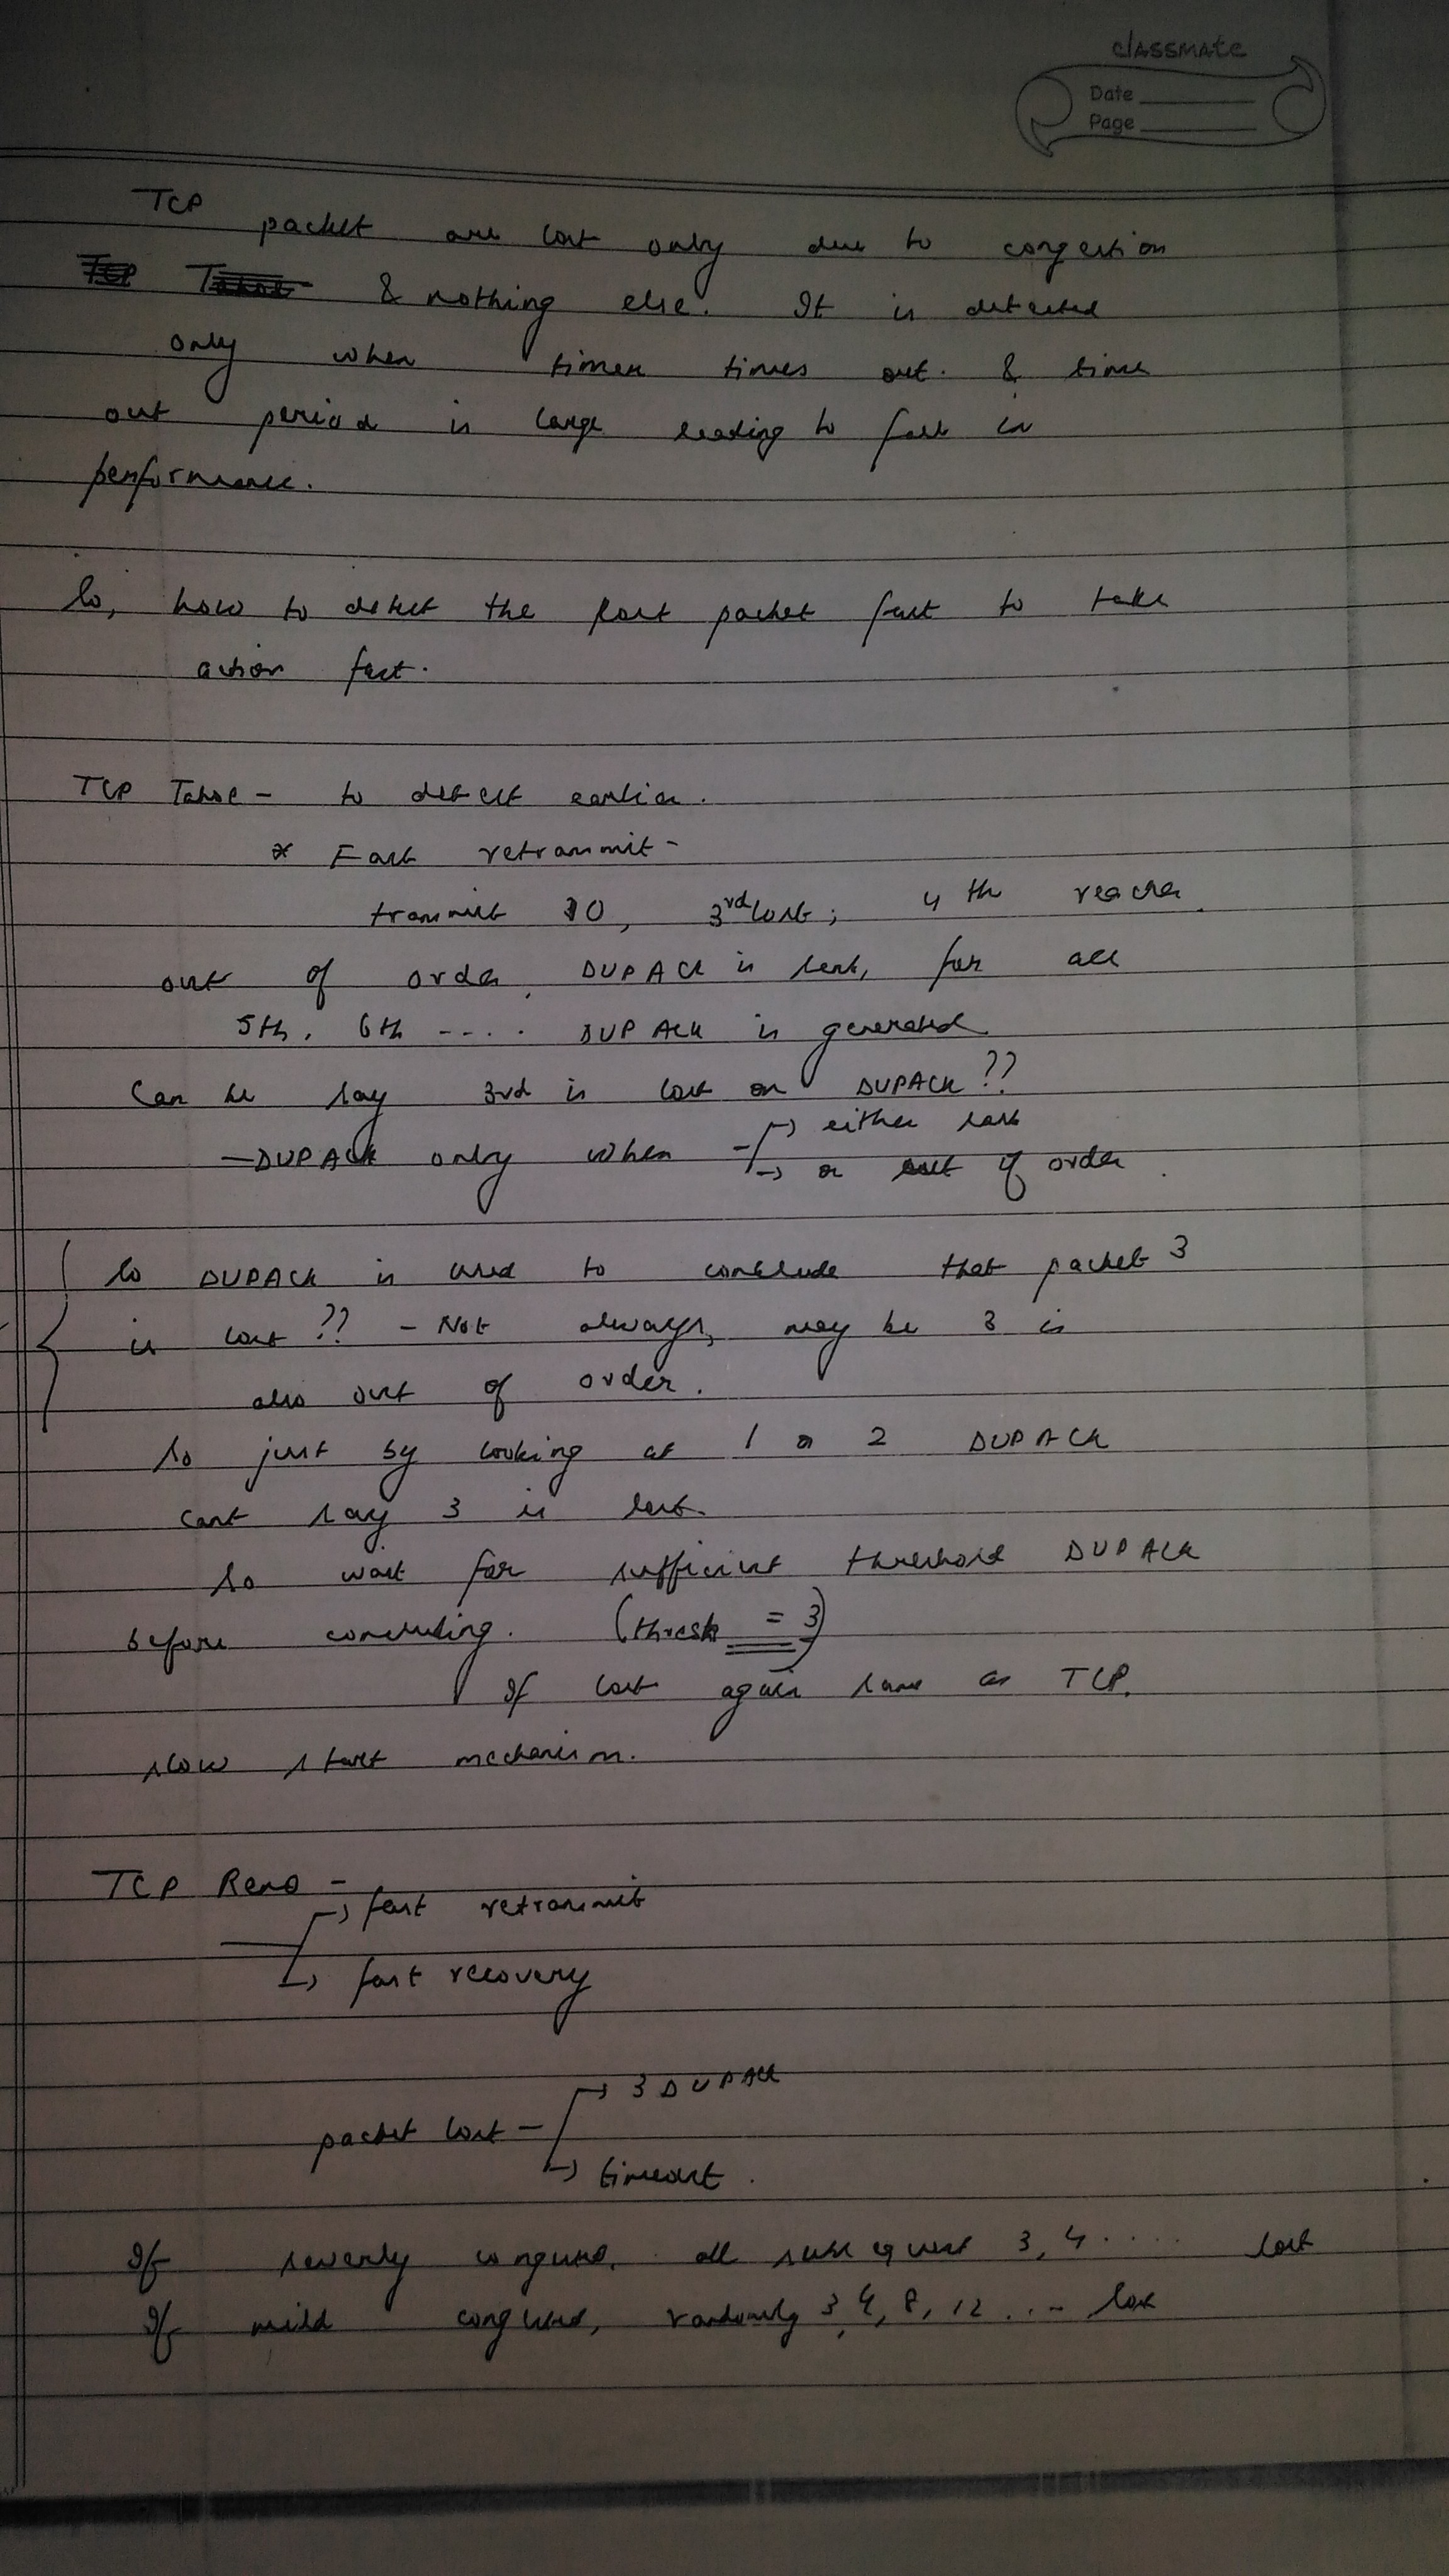 classmate
Date
Page
TCP packet are lost only due to congestion
& nothing else. It is detected
only when timer times out. & time
out period is large leading to fall in
performance.
So, how to detect the lost packet fast to take
action fast.
TCP Tahoe - to detect earlier.
* Fast retransmit -
transmit 10, 3rd lost; 4th reaches
out of order. DUPACK is sent, for all
5th, 6th .... DUPACK is generated
Can we say 3rd is lost on DUPACK??
- DUPACK only when → either lost
→ or out of order.
So DUPACK is used to conclude that packet 3
is lost?? - Not always, may be 3 is
also out of order.
So just by looking at 1 or 2 DUPACK
cant say 3 is lost.
So wait for sufficient threshold DUPACK
before concluding. (thresh = 3)
If lost again same as TCP.
slow start mechanism.
TCP Reno -
→ fast retransmit
→ fast recovery
→ 3 DUPACK
packet lost -
→ timeout.
If severly all 3, 4 ..... lost
If mild randomly 3, 4, 8, 12 ... lost